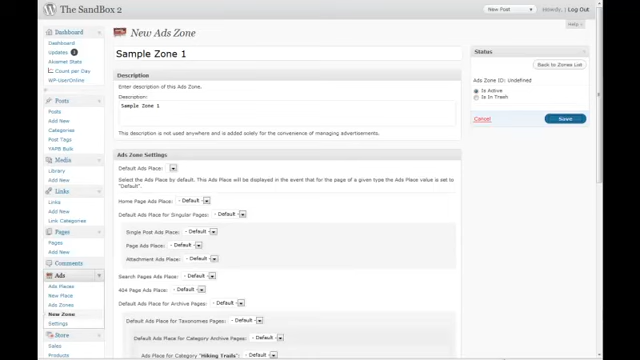 The SandBox 2
New Post
Howdy, | Log Out
Help
Dashboard
Dashboard
Updates 1
Akismet Stats
Count per Day
WP-UserOnline
Posts
Posts
Add New
Categories
Post Tags
YAPB Bulk
Media
Library
Add New
Links
Links
Add New
Link Categories
Pages
Pages
Add New
Comments
Ads
Ads Places
New Place
Ads Zones
New Zone
Settings
Store
Sales
Products
New Ads Zone
Sample Zone 1
Description
Enter description of this Ads Zone.
Description:
Sample Zone 1
This description is not used anywhere and is added solely for the convenience of managing advertisements.
Ads Zone Settings
Default Ads Place:
Select the Ads Place by default. This Ads Place will be displayed in the event that for the page of a given type the Ads Place value is set to
"Default".
Home Page Ads Place: - Default -
Default Ads Place for Singular Pages: - Default -
Single Post Ads Place: - Default -
Page Ads Place: - Default -
Attachment Ads Place: - Default -
Search Pages Ads Place: - Default -
404 Page Ads Place: - Default -
Default Ads Place for Archive Pages: - Default -
Default Ads Place for Taxonomies Pages: - Default -
Default Ads Place for Category Archive Pages: - Default -
Ads Place for Category "Hiking Trails": - Default -
Status
Back to Zones List
Ads Zone ID: Undefined
Is Active
Is In Trash
Cancel
Save